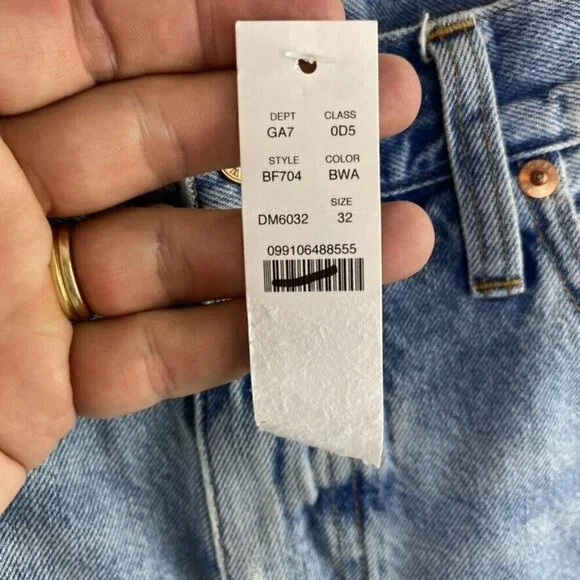 DEPT CLASS
GA7 0D5
STYLE COLOR
BF704 BWA
SIZE
DM6032 32
099106488555